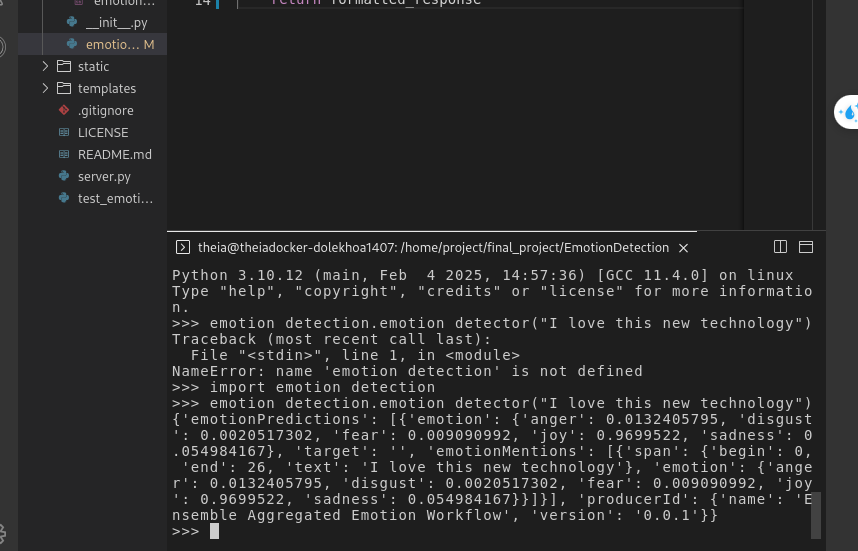 emotion...
14 return formatted_response
__init__.py
emotio... M
static
templates
.gitignore
LICENSE
README.md
server.py
test_emoti...
theia@theiadocker-dolekhoa1407: /home/project/final_project/EmotionDetection
Python 3.10.12 (main, Feb  4 2025, 14:57:36) [GCC 11.4.0] on linux
Type "help", "copyright", "credits" or "license" for more informatio
n.
>>> emotion detection.emotion detector("I love this new technology")
Traceback (most recent call last):
  File "<stdin>", line 1, in <module>
NameError: name 'emotion detection' is not defined
>>> import emotion detection
>>> emotion detection.emotion detector("I love this new technology")
{'emotionPredictions': [{'emotion': {'anger': 0.0132405795, 'disgust
': 0.0020517302, 'fear': 0.009090992, 'joy': 0.9699522, 'sadness': 0
.054984167}, 'target': '', 'emotionMentions': [{'span': {'begin': 0,
 'end': 26, 'text': 'I love this new technology'}, 'emotion': {'ange
r': 0.0132405795, 'disgust': 0.0020517302, 'fear': 0.009090992, 'joy
': 0.9699522, 'sadness': 0.054984167}}]}], 'producerId': {'name': 'E
nsemble Aggregated Emotion Workflow', 'version': '0.0.1'}}
>>>